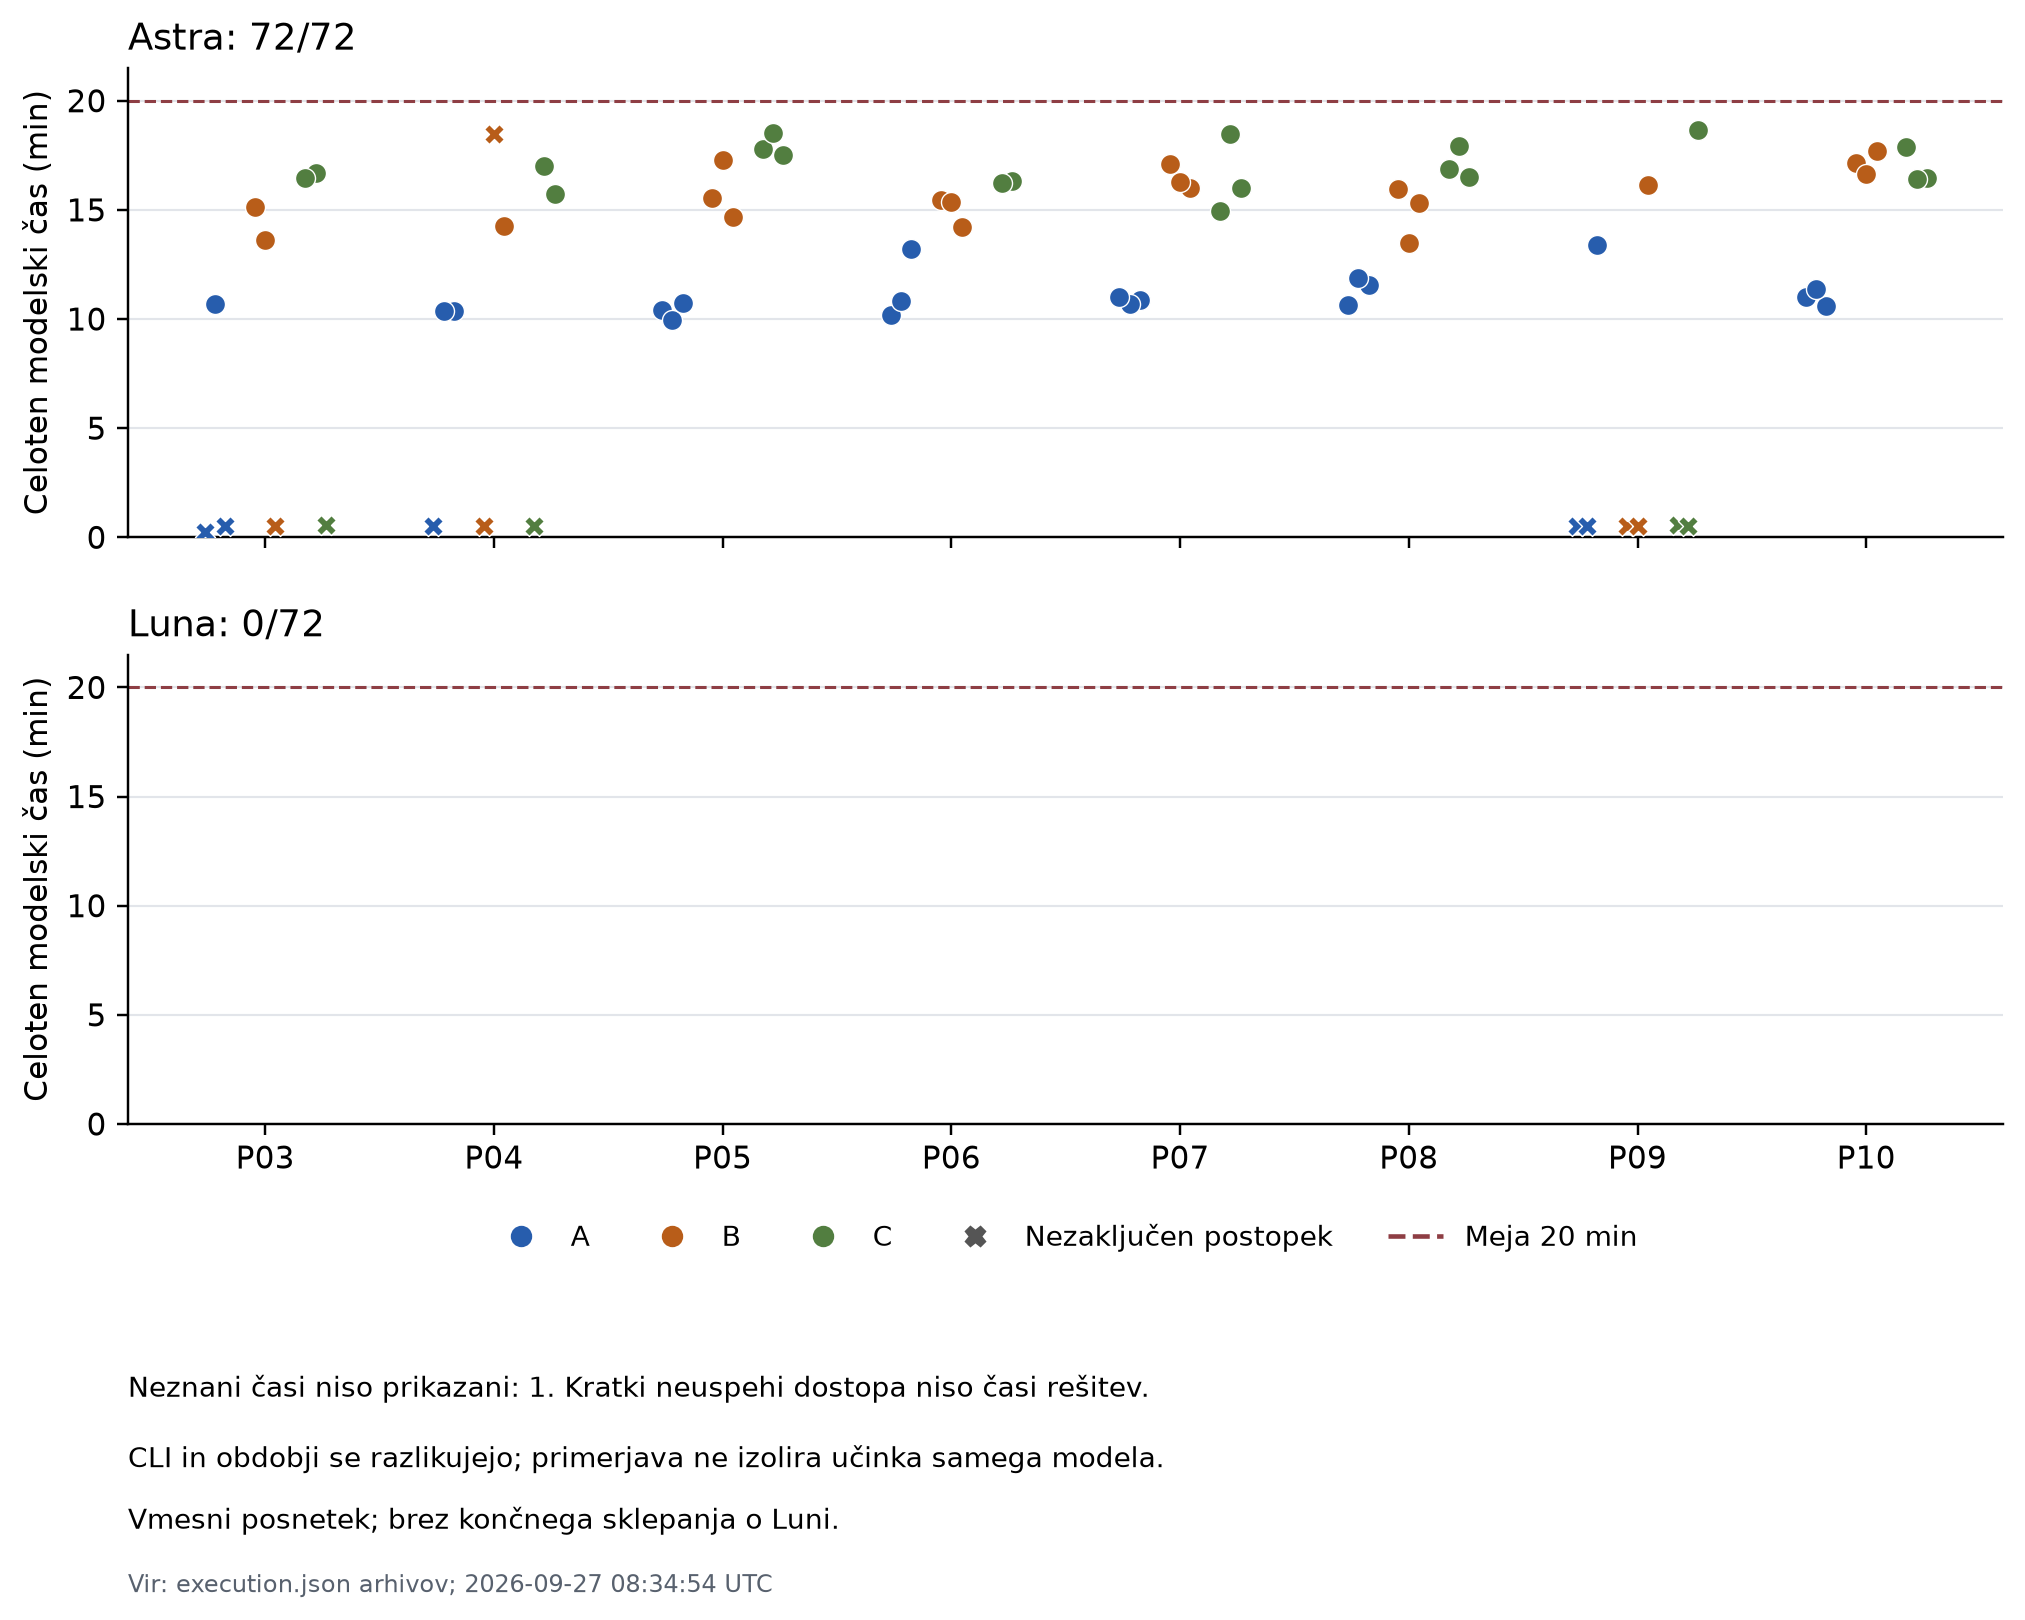 Astra: 72/72
Celoten modelski čas (min)
20
15
10
5
0
Luna: 0/72
Celoten modelski čas (min)
20
15
10
5
0
P03 P04 P05 P06 P07 P08 P09 P10
A B C Nezaključen postopek Meja 20 min
Neznani časi niso prikazani: 1. Kratki neuspehi dostopa niso časi rešitev.
CLI in obdobji se razlikujejo; primerjava ne izolira učinka samega modela.
Vmesni posnetek; brez končnega sklepanja o Luni.
Vir: execution.json arhivov; 2026-09-27 08:34:54 UTC